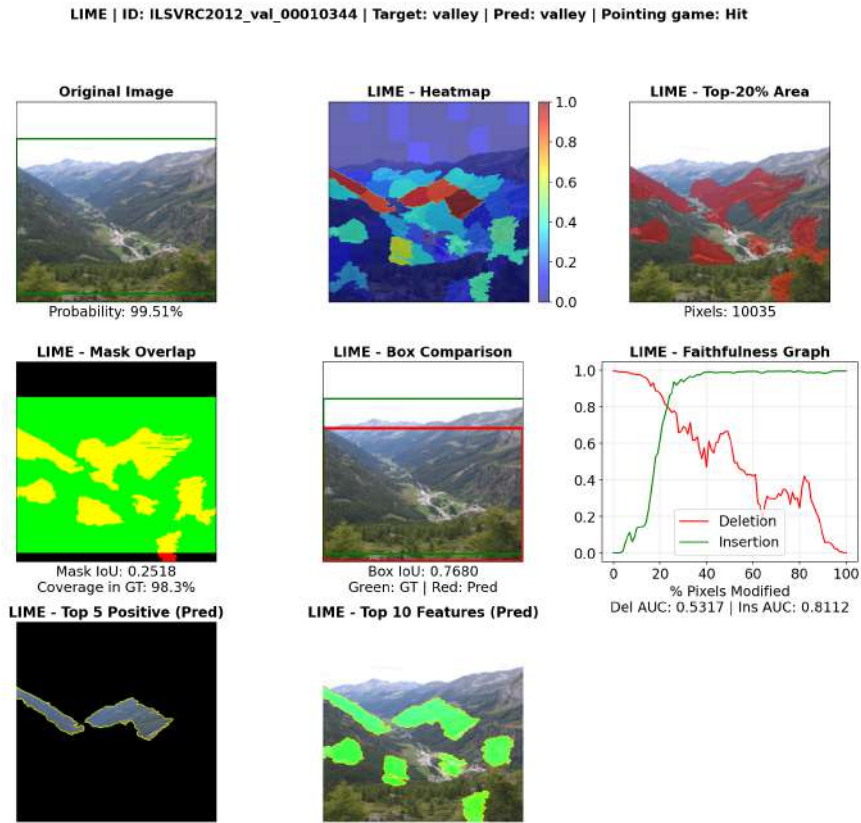 LIME | ID: ILSVRC2012_val_00010344 | Target: valley | Pred: valley | Pointing game: Hit
Original Image
Probability: 99.51%
LIME - Heatmap
1.0
0.8
0.6
0.4
0.2
0.0
LIME - Top-20% Area
Pixels: 10035
LIME - Mask Overlap
Mask IoU: 0.2518
Coverage in GT: 98.3%
LIME - Box Comparison
Box IoU: 0.7680
Green: GT | Red: Pred
LIME - Faithfulness Graph
1.0
0.8
0.6
0.4
0.2
0.0
Deletion
Insertion
0 20 40 60 80 100
% Pixels Modified
Del AUC: 0.5317 | Ins AUC: 0.8112
LIME - Top 5 Positive (Pred)
LIME - Top 10 Features (Pred)